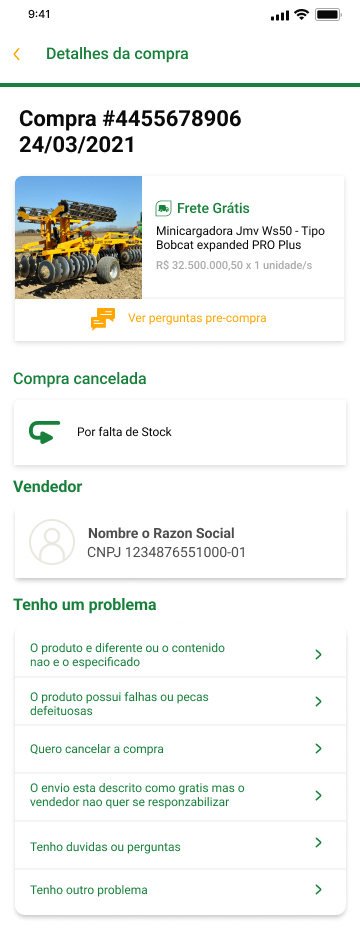 9:41
Detalhes da compra
Compra #4455678906
24/03/2021
Frete Grátis
Minicargadora Jmv Ws50 - Tipo
Bobcat expanded PRO Plus
R$ 32.500.000,50 x 1 unidade/s
Ver perguntas pre-compra
Compra cancelada
Por falta de Stock
Vendedor
Nombre o Razon Social
CNPJ 1234876551000-01
Tenho um problema
O produto e diferente ou o conteudo
nao e o especificado
O produto possui falhas ou pecas
defeituosas
Quero cancelar a compra
O envio esta descrito como gratis mas o
vendedor nao quer se responzabilizar
Tenho duvidas ou perguntas
Tenho outro problema